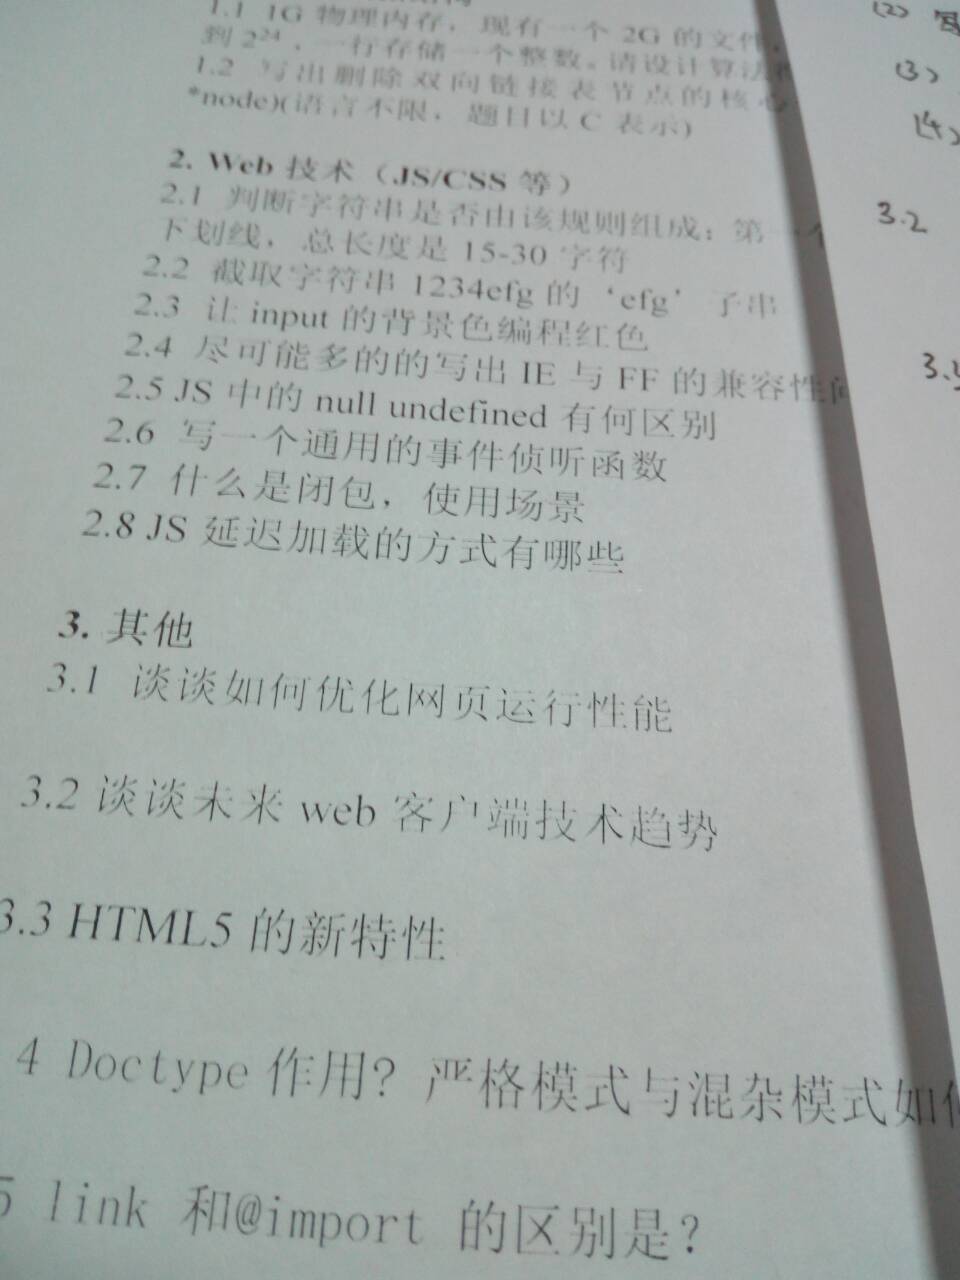 1.1 1G 物理内存，现有一个 2G 的文件，
到 2²⁴，一行存储一个整数。请设计算法
1.2 写出删除双向链接表节点的核心
*node)(语言不限，题目以 C 表示)
2. Web 技术（JS/CSS 等）
2.1 判断字符串是否由该规则组成：第一个
下划线，总长度是 15-30 字符
2.2 截取字符串 1234efg 的‘efg’子串
2.3 让 input 的背景色编程红色
2.4 尽可能多的的写出 IE 与 FF 的兼容性问
2.5 JS 中的 null undefined 有何区别
2.6 写一个通用的事件侦听函数
2.7 什么是闭包，使用场景
2.8 JS 延迟加载的方式有哪些
3. 其他
3.1 谈谈如何优化网页运行性能
3.2 谈谈未来 web 客户端技术趋势
3.3 HTML5 的新特性
4 Doctype 作用? 严格模式与混杂模式如何
5 link 和@import 的区别是?
(2) 写
(3)
(4)
3.2